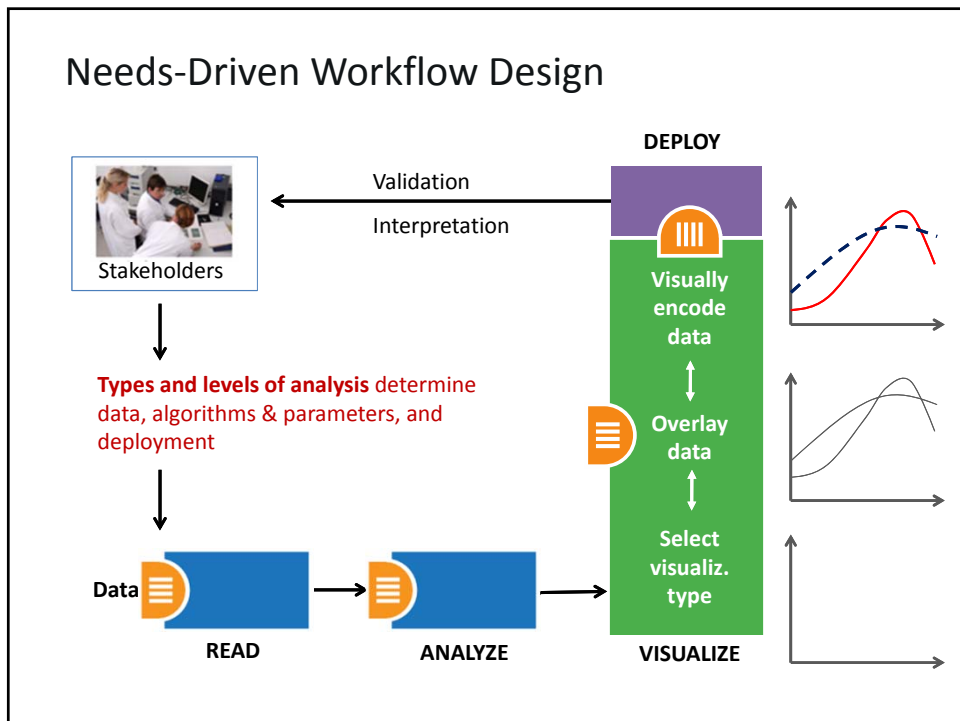 Needs-Driven Workflow Design
DEPLOY
Validation
Interpretation
Stakeholders
Visually
encode
data
Types and levels of analysis determine
data, algorithms & parameters, and
deployment
Overlay
data
Select
visualiz.
type
Data
READ
ANALYZE
VISUALIZE